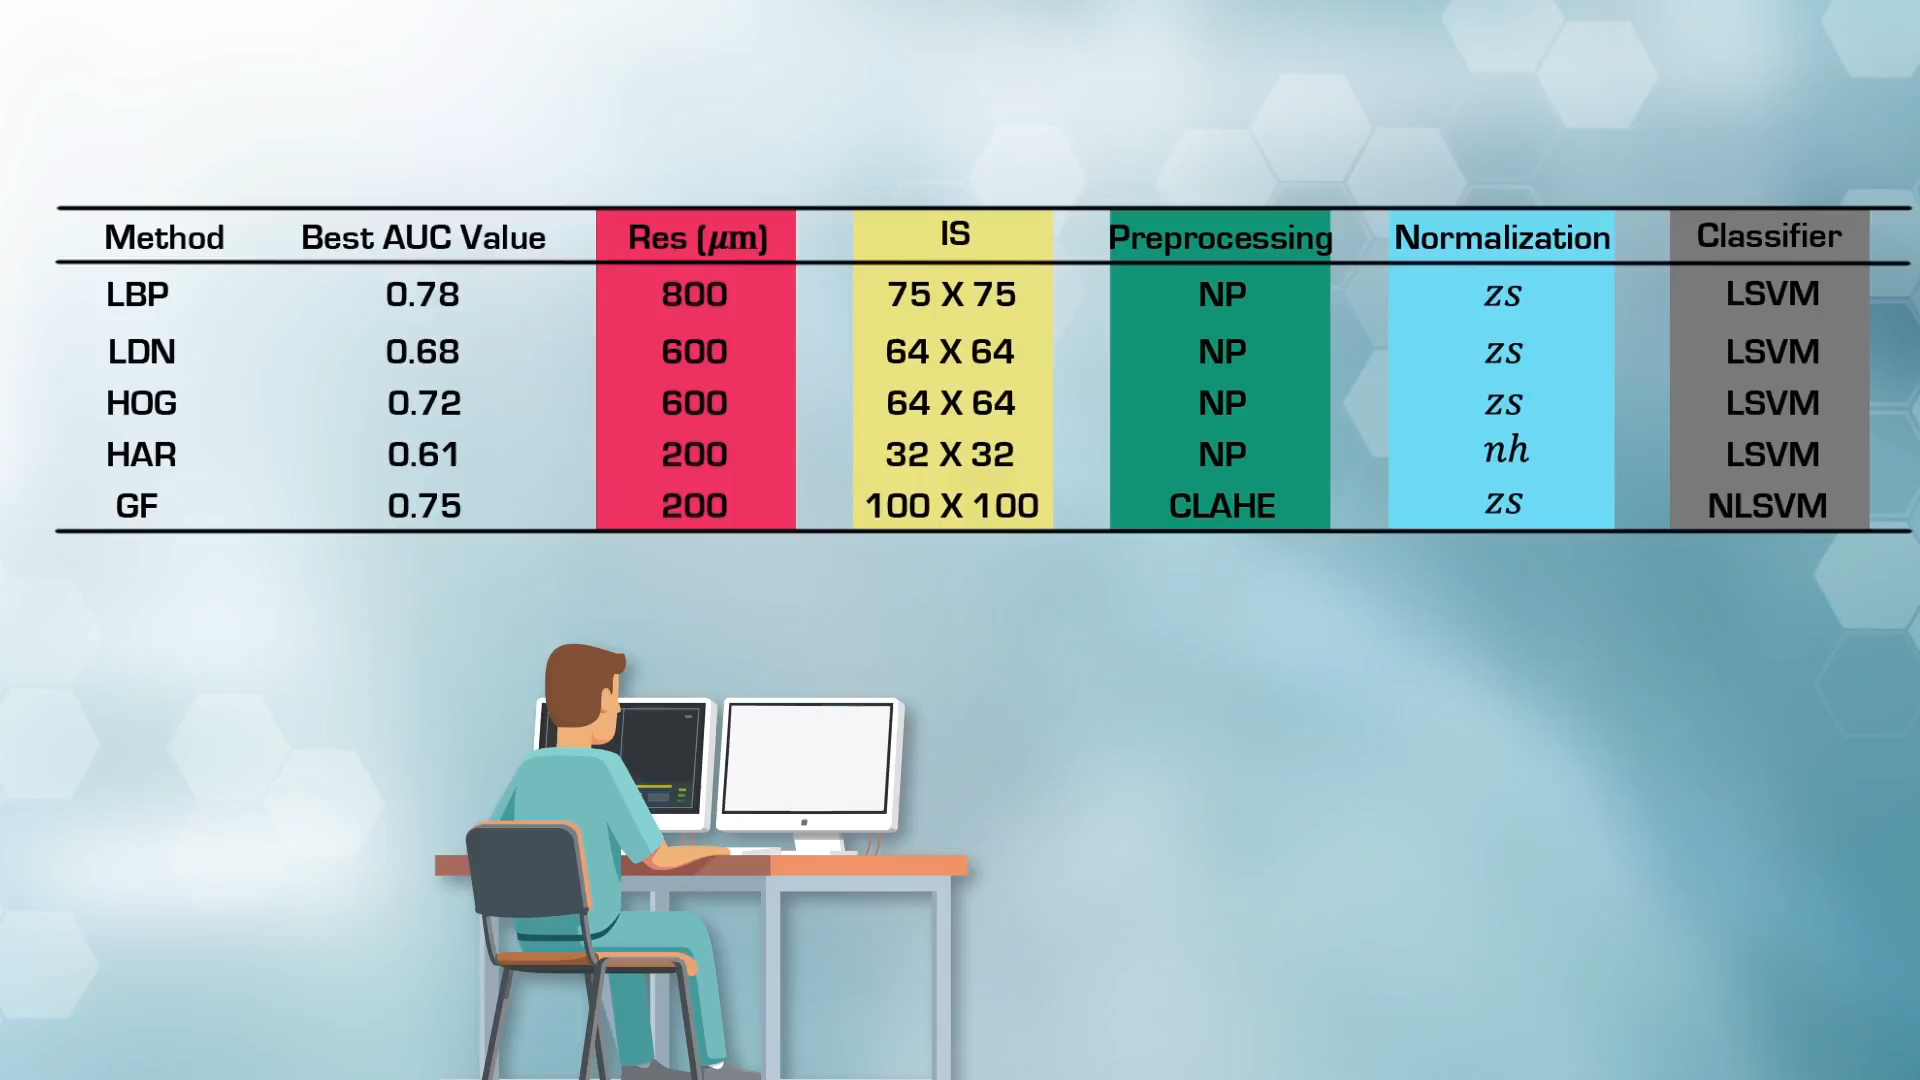 Method Best AUC Value Res (μm) IS Preprocessing Normalization Classifier
LBP 0.78 800 75 X 75 NP zs LSVM
LDN 0.68 600 64 X 64 NP zs LSVM
HOG 0.72 600 64 X 64 NP zs LSVM
HAR 0.61 200 32 X 32 NP nh LSVM
GF 0.75 200 100 X 100 CLAHE zs NLSVM